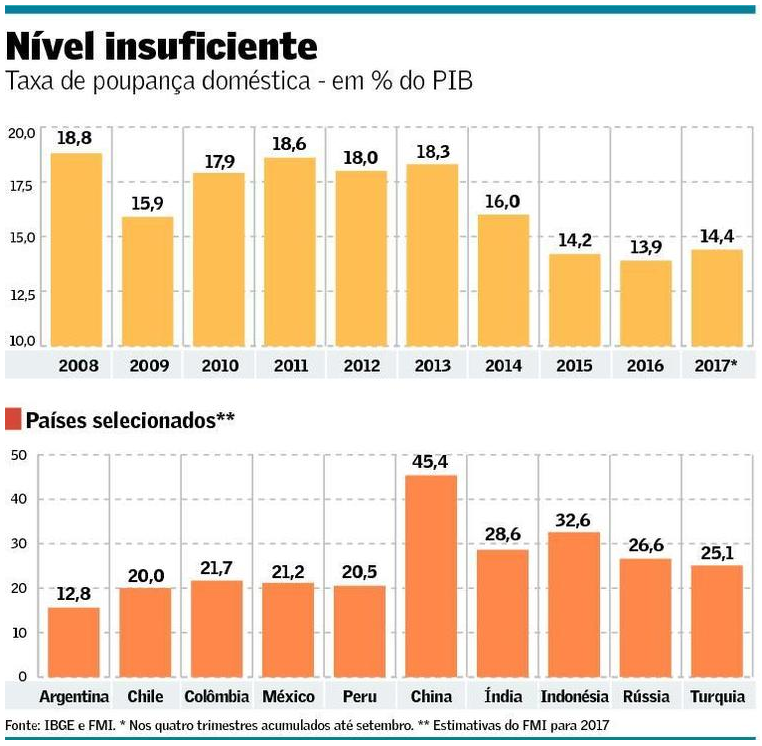 Nível insuficiente
Taxa de poupança doméstica - em % do PIB
20,0
17,5
15,0
12,5
10,0
18,8 15,9 17,9 18,6 18,0 18,3 16,0 14,2 13,9 14,4
2008 2009 2010 2011 2012 2013 2014 2015 2016 2017*
Países selecionados**
50
40
30
20
10
0
12,8 20,0 21,7 21,2 20,5 45,4 28,6 32,6 26,6 25,1
Argentina Chile Colômbia México Peru China Índia Indonésia Rússia Turquia
Fonte: IBGE e FMI. * Nos quatro trimestres acumulados até setembro. ** Estimativas do FMI para 2017